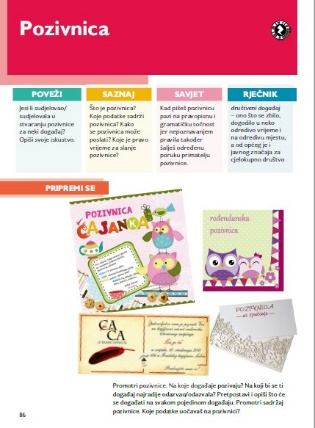 Pozivnica
POVEŽI
Jesi li sudjelovao/
sudjelovala u
stvaranju pozivnice
za neki događaj?
Opiši svoje iskustvo.
SAZNAJ
Što je pozivnica?
Koje podatke sadrži
pozivnica? Kako
se pozivnica može
poslati? Koje je pravo
vrijeme za slanje
pozivnice?
SAVJET
Kad pišeš pozivnicu
pazi na pravopisnu i
gramatičku točnost
jer nepoznavanjem
pravila također
šalješ određenu
poruku primatelju
pozivnice.
RJEČNIK
društveni događaj
– ono što se zbilo,
dogodilo u neko
određeno vrijeme i
na određenu mjestu,
a od općeg je i
javnog značaja za
cjelokupno društvo
PRIPREMI SE
POZIVNICA
ČAJANKA
rođendanska
pozivnica
ČA
ČA
POZIVNICA
za vjenčanje
Promotri pozivnice. Na koje događaje pozivaju? Na koji bi se ti
događaj najradije odazvao/odazvala? Pretpostavi i opiši što će
se događati na svakom pojedinom događaju. Promotri sadržaj
pozivnice. Koje podatke uočavaš na pozivnici?
86